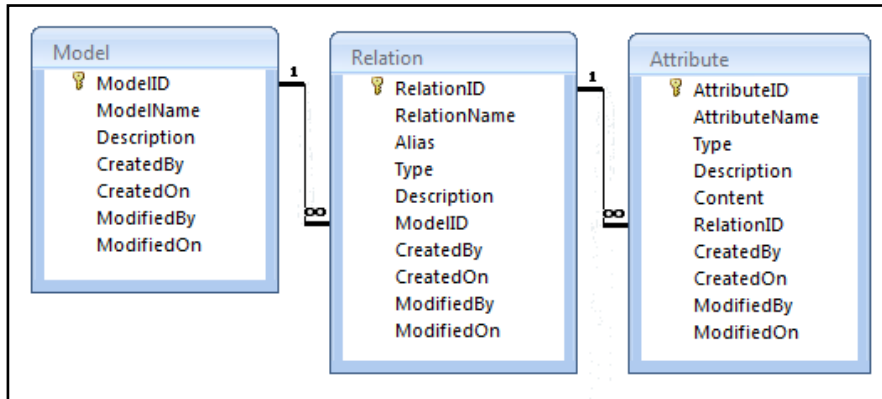 Model
ModelID
ModelName
Description
CreatedBy
CreatedOn
ModifiedBy
ModifiedOn
1
∞
Relation
RelationID
RelationName
Alias
Type
Description
ModelID
CreatedBy
CreatedOn
ModifiedBy
ModifiedOn
1
∞
Attribute
AttributeID
AttributeName
Type
Description
Content
RelationID
CreatedBy
CreatedOn
ModifiedBy
ModifiedOn